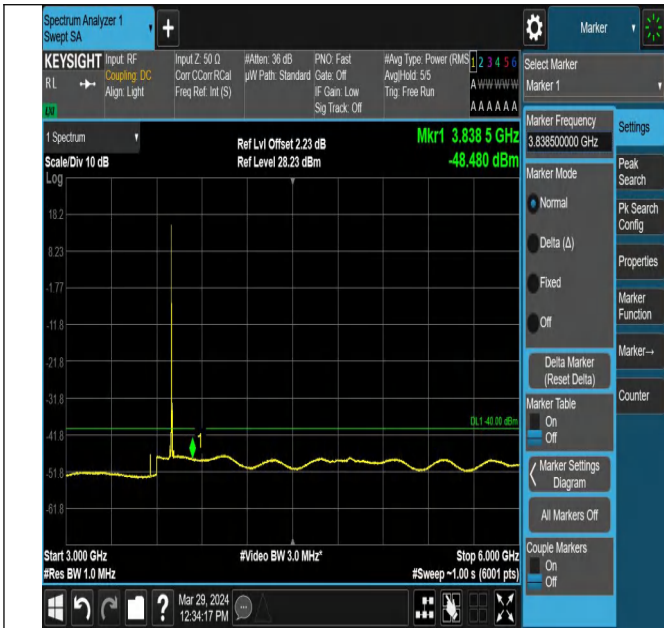 Spectrum Analyzer 1
Swept SA
Marker
KEYSIGHT
RL
LXI
Input: RF
Coupling: DC
Align: Light
Input Z: 50 Ω
Corr CCorr RCal
Freq Ref: Int (S)
#Atten: 36 dB
µW Path: Standard
PNO: Fast
Gate: Off
IF Gain: Low
Sig Track: Off
#Avg Type: Power (RMS
Avg|Hold: 5/5
Trig: Free Run
1 2 3 4 5 6
A W W W W W
A A A A A A
Select Marker
Marker 1
1 Spectrum
Scale/Div 10 dB
Log
Ref Lvl Offset 2.23 dB
Ref Level 28.23 dBm
Mkr1 3.838 5 GHz
-48.480 dBm
18.2
8.23
-1.77
-11.8
-21.8
-31.8
-41.8
-51.8
-61.8
DL1 -40.00 dBm
1
Start 3.000 GHz
#Res BW 1.0 MHz
#Video BW 3.0 MHz*
Stop 6.000 GHz
#Sweep ~1.00 s (6001 pts)
Marker Frequency
3.838500000 GHz
Marker Mode
Normal
Delta (Δ)
Fixed
Off
Delta Marker
(Reset Delta)
Marker Table
On
Off
Marker Settings
Diagram
All Markers Off
Couple Markers
On
Off
Settings
Peak
Search
Pk Search
Config
Properties
Marker
Function
Marker→
Counter
Mar 29, 2024
12:34:17 PM